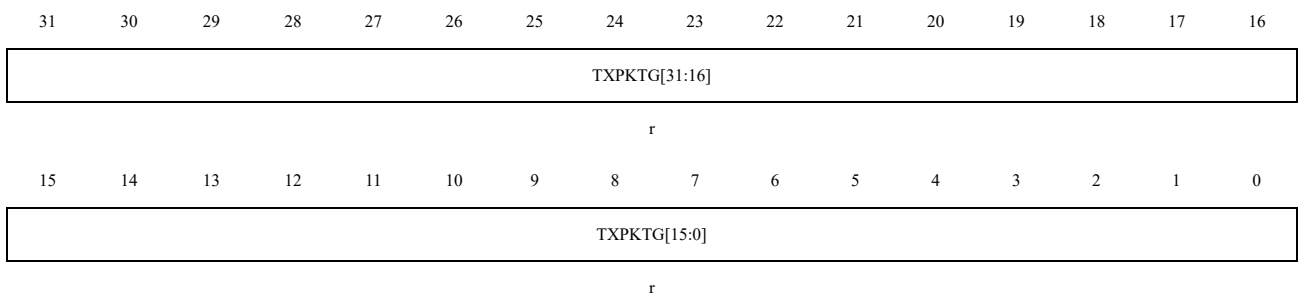 31 30 29 28 27 26 25 24 23 22 21 20 19 18 17 16
TXPKTG[31:16]
r
15 14 13 12 11 10 9 8 7 6 5 4 3 2 1 0
TXPKTG[15:0]
r